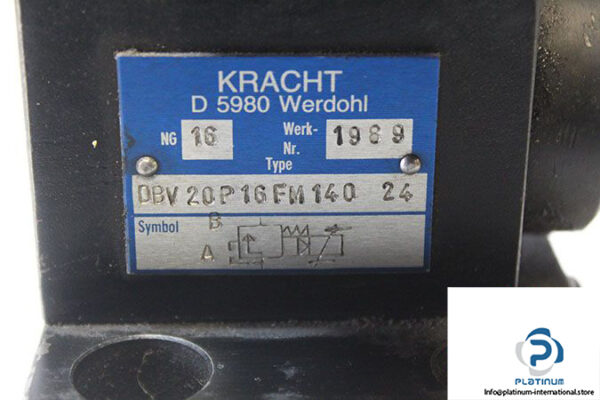 KRACHT
D 5980 Werdohl
NG 16 Werk-Nr. 1989
Type
DBV 20 P 16 FM 140 24
Symbol
B
A
P
PLATINUM
info@platinum-international.store